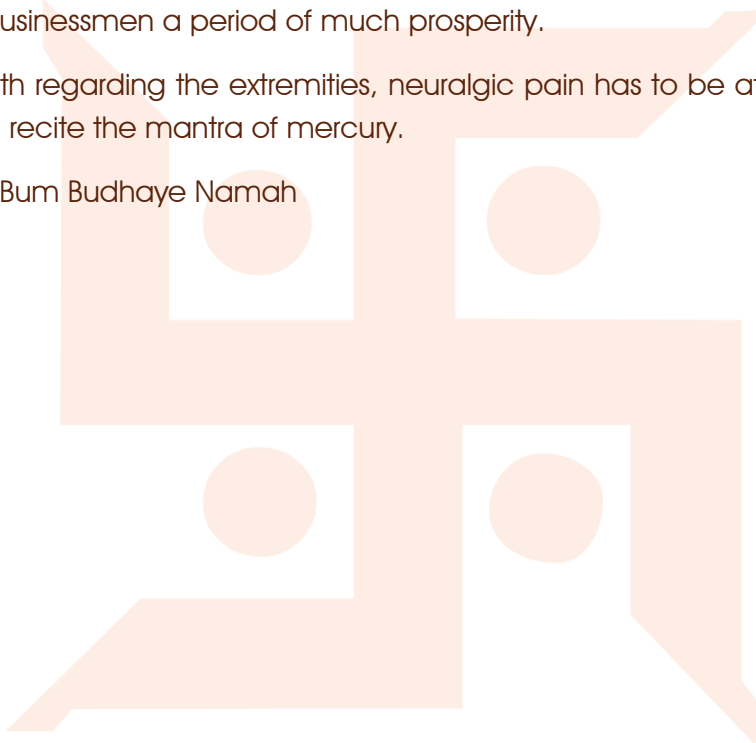 usinessmen a period of much prosperity.
th regarding the extremities, neuralgic pain has to be at
recite the mantra of mercury.
Bum Budhaye Namah